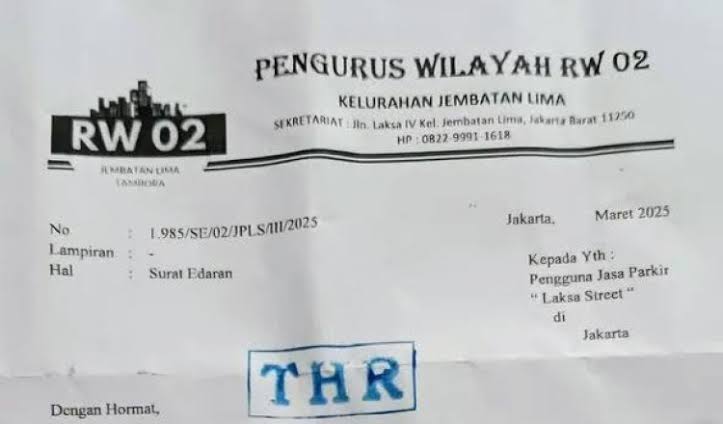 PENGURUS WILAYAH RW 02
KELURAHAN JEMBATAN LIMA
SEKRETARIAT : Jln. Laksa IV Kel. Jembatan Lima, Jakarta Barat 11250
HP : 0822-9991-1618
RW 02
JEMBATAN LIMA
TAMBORA
No : 1.985/SE/02/JPLS/III/2025
Lampiran : -
Hal : Surat Edaran
Jakarta, Maret 2025
Kepada Yth :
Pengguna Jasa Parkir
“ Laksa Street “
di
Jakarta
THR
Dengan Hormat,